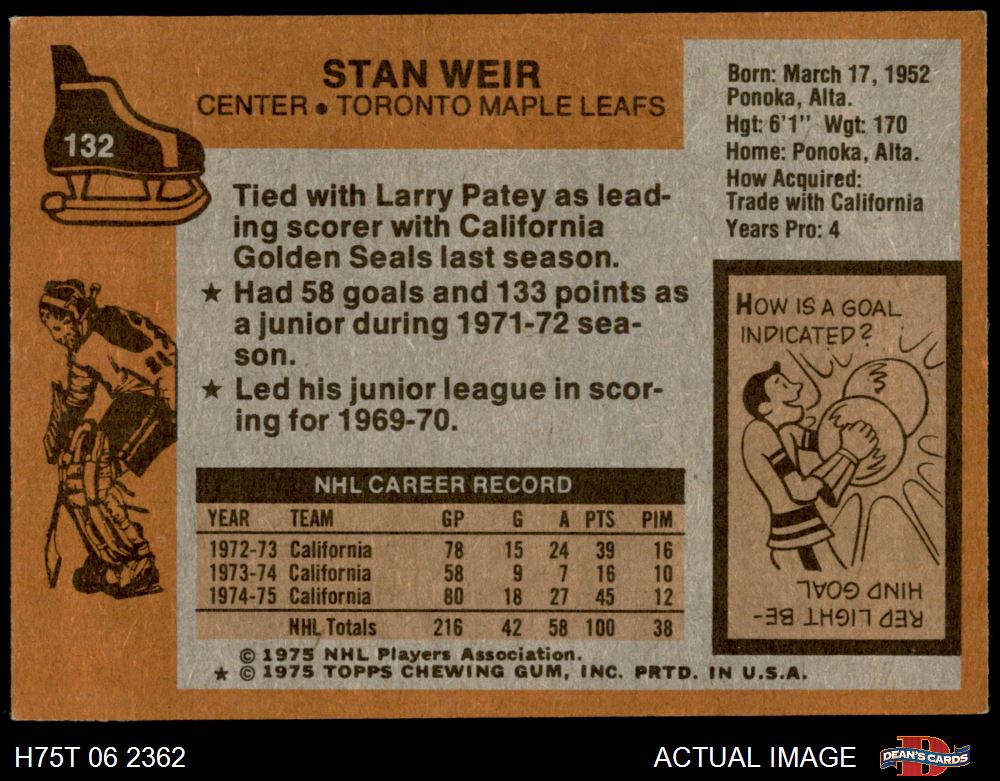 STAN WEIR
CENTER • TORONTO MAPLE LEAFS
132
Born: March 17, 1952
Ponoka, Alta.
Hgt: 6'1" Wgt: 170
Home: Ponoka, Alta.
How Acquired:
Trade with California
Years Pro: 4
Tied with Larry Patey as lead-
ing scorer with California
Golden Seals last season.
★ Had 58 goals and 133 points as
a junior during 1971-72 sea-
son.
★ Led his junior league in scor-
ing for 1969-70.
HOW IS A GOAL
INDICATED?
RED LIGHT BE-
HIND GOAL
NHL CAREER RECORD
YEAR TEAM GP G A PTS PIM
1972-73 California 78 15 24 39 16
1973-74 California 58 9 7 16 10
1974-75 California 80 18 27 45 12
NHL Totals 216 42 58 100 38
© 1975 NHL Players Association.
★ © 1975 TOPPS CHEWING GUM, INC. PRTD. IN U.S.A.
H75T 06 2362
ACTUAL IMAGE
D
DEAN'S CARDS